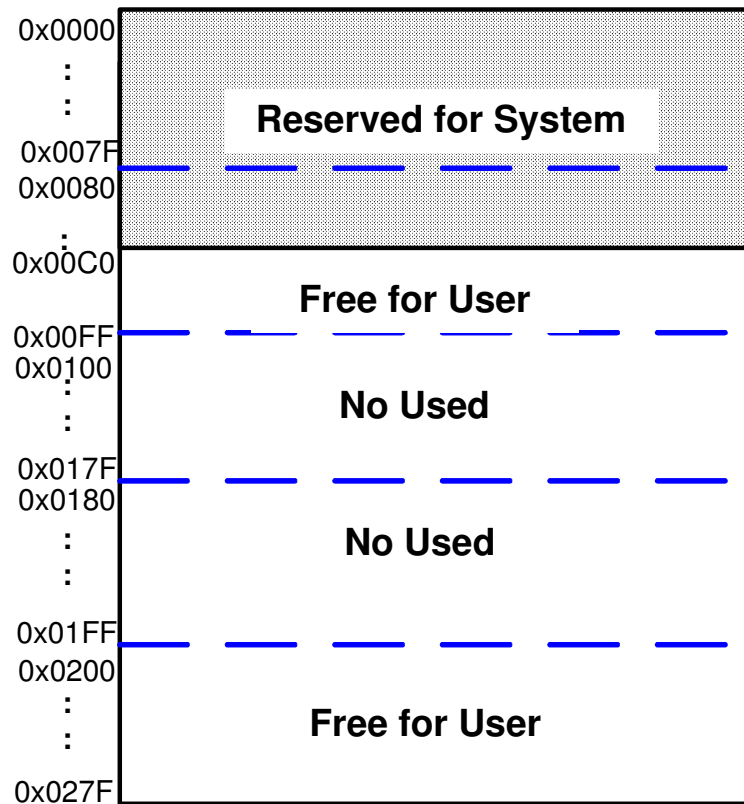 0x0000
:
:
Reserved for System
0x007F
0x0080
:
0x00C0
Free for User
0x00FF
0x0100
:
:
No Used
0x017F
0x0180
:
:
No Used
0x01FF
0x0200
:
:
Free for User
0x027F